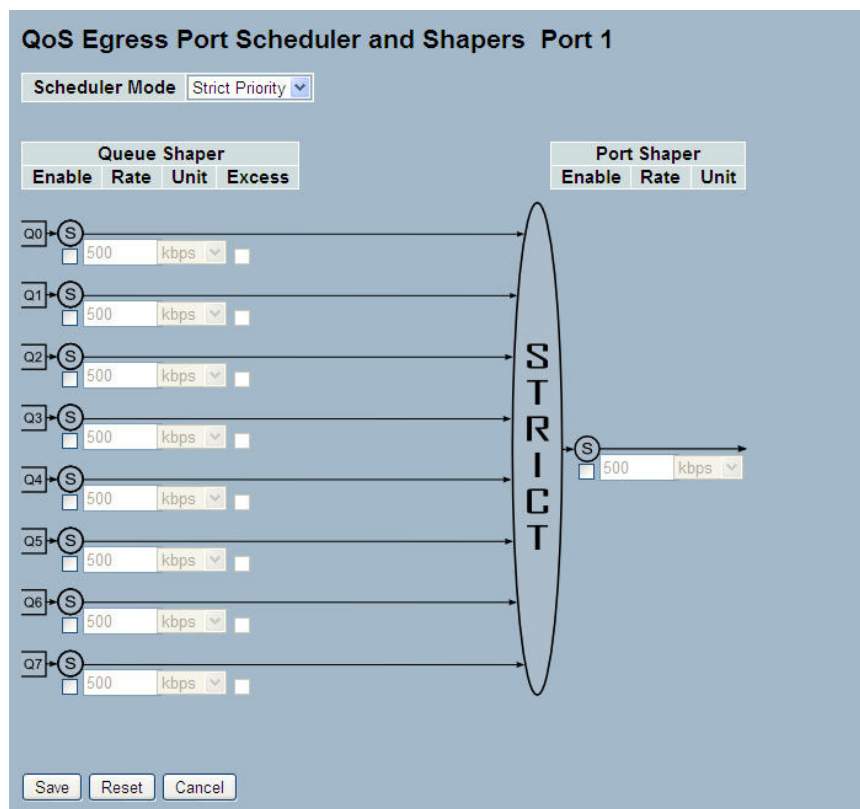 QoS Egress Port Scheduler and Shapers Port 1
Scheduler Mode Strict Priority
Queue Shaper Port Shaper
Enable Rate Unit Excess Enable Rate Unit
Q0 S
500 kbps
Q1 S
500 kbps
Q2 S
500 kbps
Q3 S
500 kbps
Q4 S
500 kbps
Q5 S
500 kbps
Q6 S
500 kbps
Q7 S
500 kbps
STRICT
S
500 kbps
Save Reset Cancel